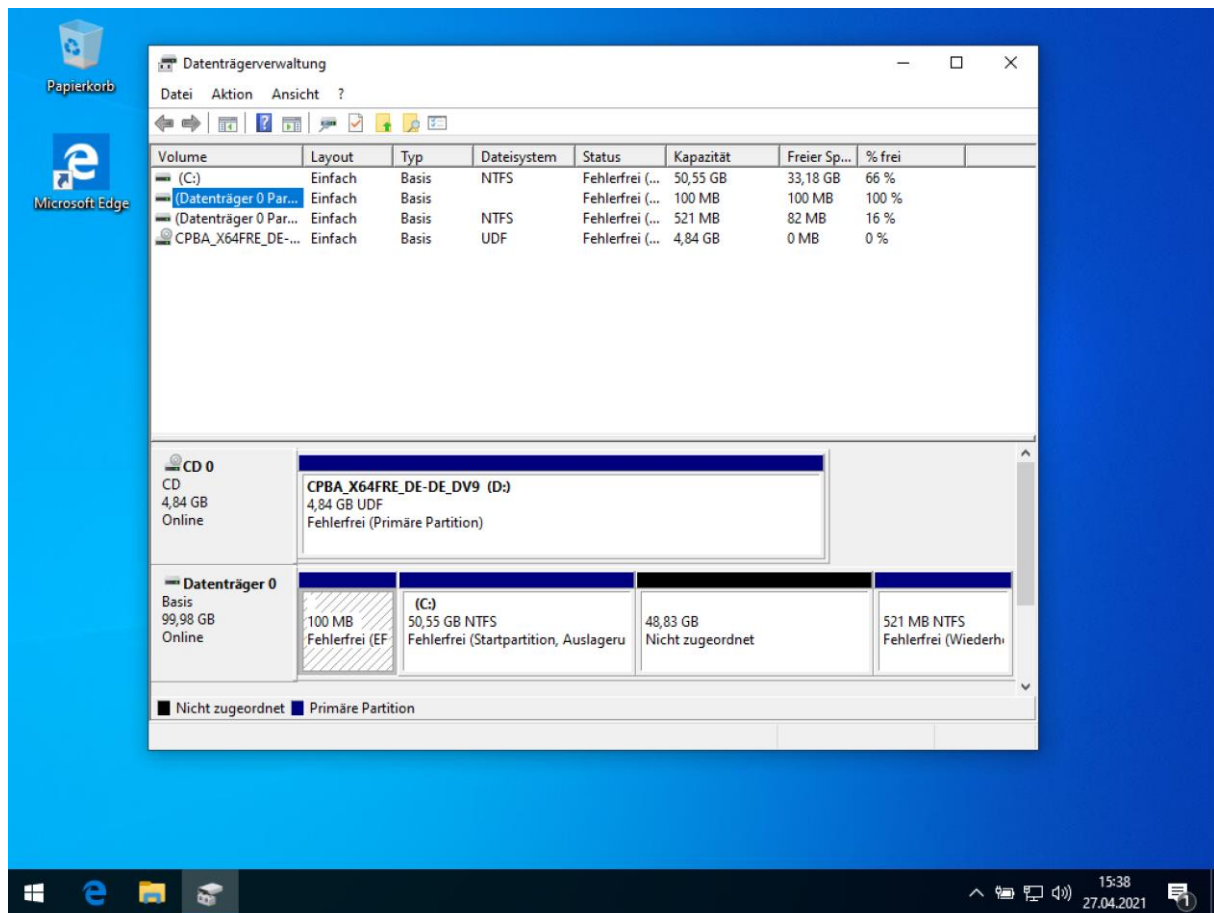 Papierkorb
Microsoft Edge
Datenträgerverwaltung
Datei Aktion Ansicht ?
Volume Layout Typ Dateisystem Status Kapazität Freier Sp... % frei
(C:) Einfach Basis NTFS Fehlerfrei (... 50,55 GB 33,18 GB 66 %
(Datenträger 0 Par... Einfach Basis Fehlerfrei (... 100 MB 100 MB 100 %
(Datenträger 0 Par... Einfach Basis NTFS Fehlerfrei (... 521 MB 82 MB 16 %
CPBA_X64FRE_DE-... Einfach Basis UDF Fehlerfrei (... 4,84 GB 0 MB 0 %
CD 0
CD
4,84 GB
Online
CPBA_X64FRE_DE-DE_DV9 (D:)
4,84 GB UDF
Fehlerfrei (Primäre Partition)
Datenträger 0
Basis
99,98 GB
Online
100 MB
Fehlerfrei (EF
(C:)
50,55 GB NTFS
Fehlerfrei (Startpartition, Auslageru
48,83 GB
Nicht zugeordnet
521 MB NTFS
Fehlerfrei (Wiederh
Nicht zugeordnet Primäre Partition
15:38
27.04.2021
1